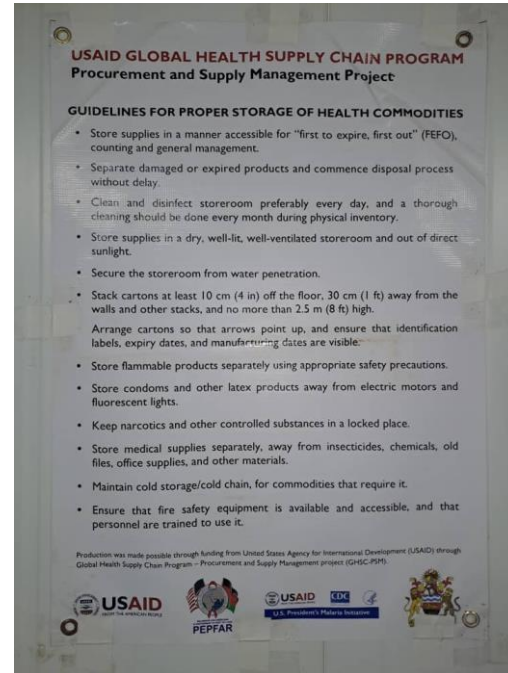 USAID GLOBAL HEALTH SUPPLY CHAIN PROGRAM
Procurement and Supply Management Project
GUIDELINES FOR PROPER STORAGE OF HEALTH COMMODITIES
• Store supplies in a manner accessible for “first to expire, first out” (FEFO),
counting and general management.
• Separate damaged or expired products and commence disposal process
without delay.
• Clean and disinfect storeroom preferably every day, and a thorough
cleaning should be done every month during physical inventory.
• Store supplies in a dry, well-lit, well-ventilated storeroom and out of direct
sunlight.
• Secure the storeroom from water penetration.
• Stack cartons at least 10 cm (4 in) off the floor, 30 cm (1 ft) away from the
walls and other stacks, and no more than 2.5 m (8 ft) high.
Arrange cartons so that arrows point up, and ensure that identification
labels, expiry dates, and manufacturing dates are visible.
• Store flammable products separately using appropriate safety precautions.
• Store condoms and other latex products away from electric motors and
fluorescent lights.
• Keep narcotics and other controlled substances in a locked place.
• Store medical supplies separately, away from insecticides, chemicals, old
files, office supplies, and other materials.
• Maintain cold storage/cold chain, for commodities that require it.
• Ensure that fire safety equipment is available and accessible, and that
personnel are trained to use it.
Production was made possible through funding from United States Agency for International Development (USAID) through
Global Health Supply Chain Program – Procurement and Supply Management project (GHSC-PSM).
USAID
FROM THE AMERICAN PEOPLE
PEPFAR
USAID
CDC
U.S. President's Malaria Initiative